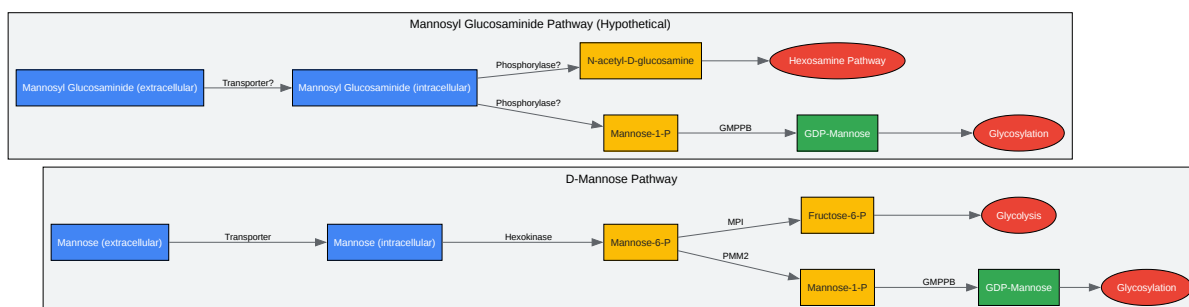 Mannosyl Glucosaminide Pathway (Hypothetical)
Mannosyl Glucosaminide (extracellular)
Transporter?
Mannosyl Glucosaminide (intracellular)
Phosphorylase?
N-acetyl-D-glucosamine
Hexosamine Pathway
Phosphorylase?
Mannose-1-P
GMPPB
GDP-Mannose
Glycosylation
D-Mannose Pathway
Mannose (extracellular)
Transporter
Mannose (intracellular)
Hexokinase
Mannose-6-P
MPI
Fructose-6-P
Glycolysis
PMM2
Mannose-1-P
GMPPB
GDP-Mannose
Glycosylation